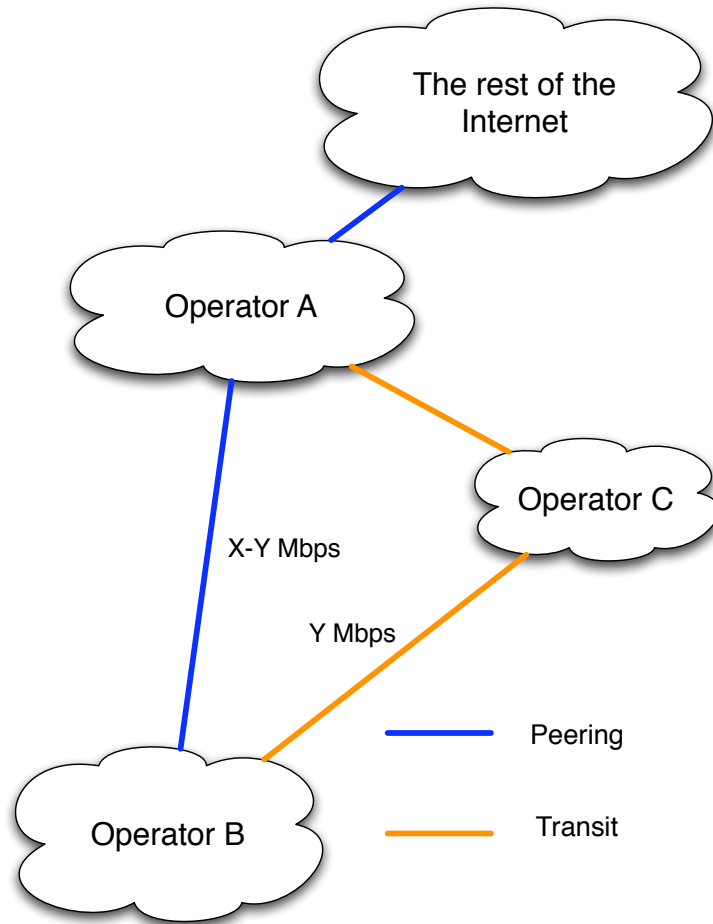 The rest of the
Internet
Operator A
Operator C
X-Y Mbps
Y Mbps
Peering
Operator B
Transit